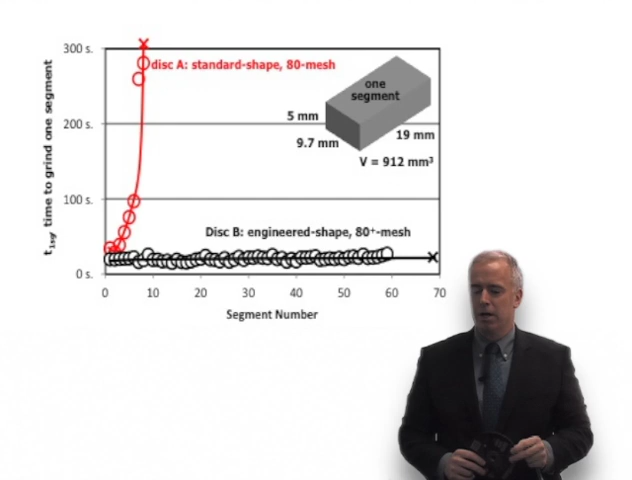 t1seg, time to grind one segment
300 s.
200 s.
100 s.
0 s.
disc A: standard-shape, 80-mesh
one
segment
5 mm
9.7 mm
19 mm
V = 912 mm³
Disc B: engineered-shape, 80⁺-mesh
0
10
20
30
40
50
60
70
Segment Number